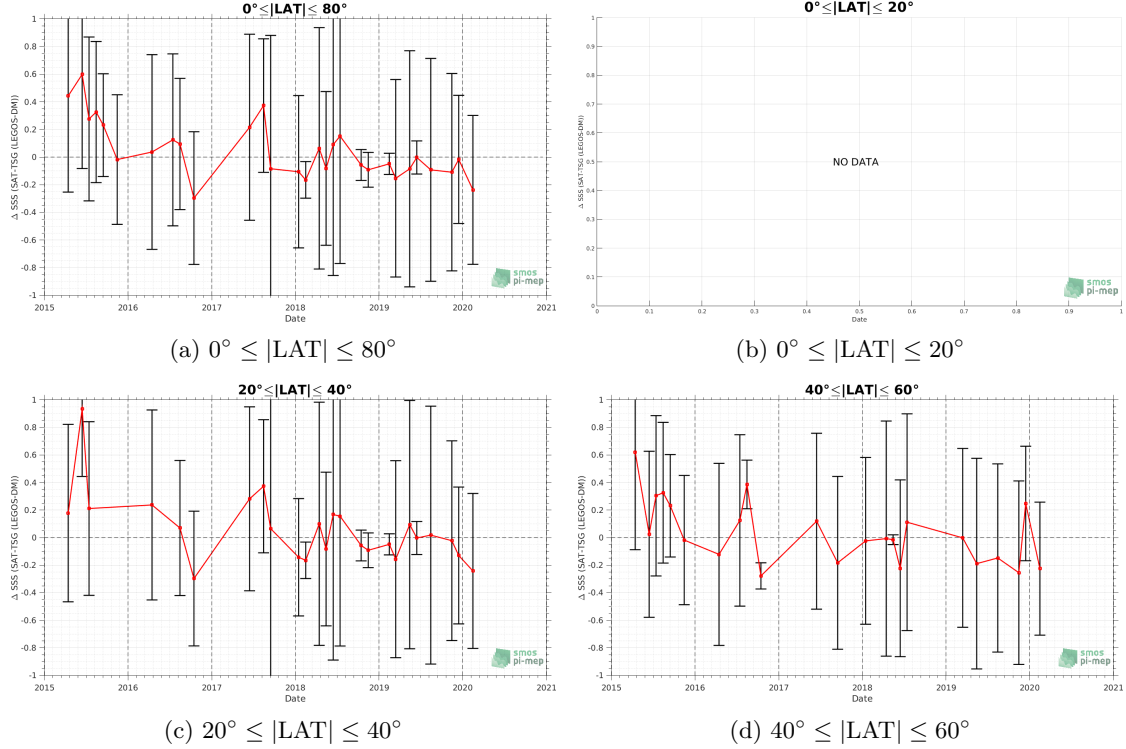 0°≤|LAT|≤ 80°
Δ SSS (SAT-TSG (LEGOS-DMI))
1
0.8
0.6
0.4
0.2
0
-0.2
-0.4
-0.6
-0.8
-1
2015 2016 2017 2018 2019 2020 2021
Date
smos
pi-mep
(a) 0° ≤ |LAT| ≤ 80°
0°≤|LAT|≤ 20°
Δ SSS (SAT-TSG (LEGOS-DMI))
1
0.9
0.8
0.7
0.6
0.5
0.4
0.3
0.2
0.1
0
NO DATA
0 0.1 0.2 0.3 0.4 0.5 0.6 0.7 0.8 0.9 1
Date
smos
pi-mep
(b) 0° ≤ |LAT| ≤ 20°
20°≤|LAT|≤ 40°
Δ SSS (SAT-TSG (LEGOS-DMI))
1
0.8
0.6
0.4
0.2
0
-0.2
-0.4
-0.6
-0.8
-1
2015 2016 2017 2018 2019 2020 2021
Date
smos
pi-mep
(c) 20° ≤ |LAT| ≤ 40°
40°≤|LAT|≤ 60°
Δ SSS (SAT-TSG (LEGOS-DMI))
1
0.8
0.6
0.4
0.2
0
-0.2
-0.4
-0.6
-0.8
-1
2015 2016 2017 2018 2019 2020 2021
Date
smos
pi-mep
(d) 40° ≤ |LAT| ≤ 60°